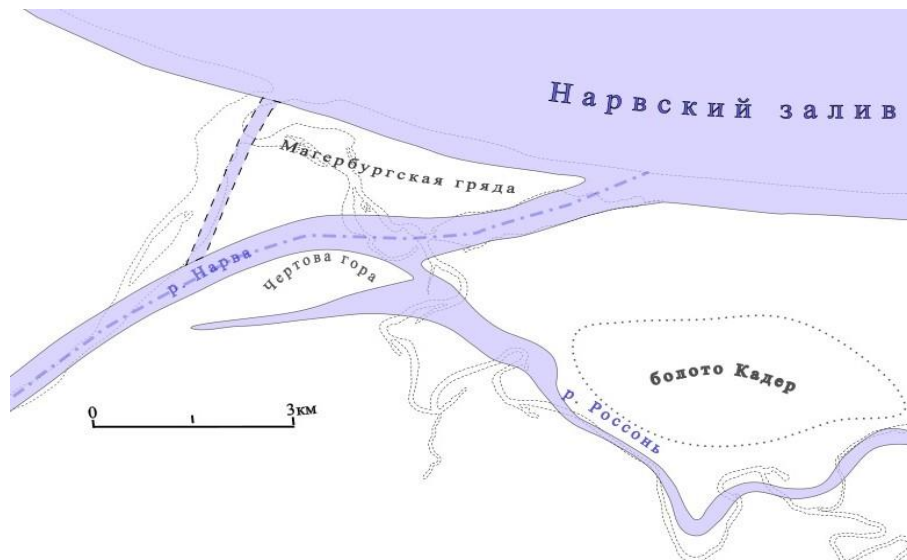 Нарвский залив
Магербургская гряда
р. Нарва
Чертова гора
болото Кадер
р. Россонь
0
3км